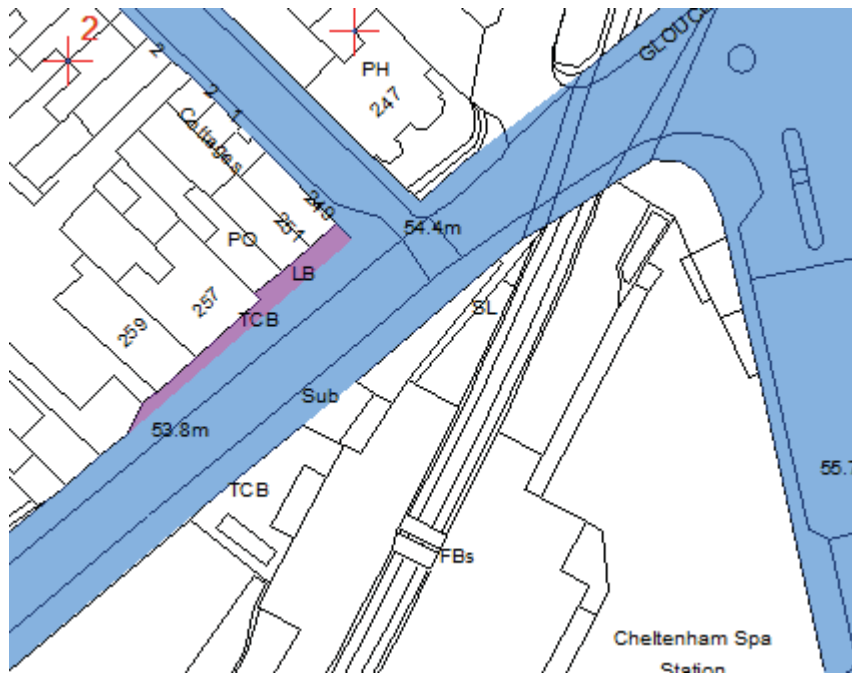 2
PH
GLOUC
247
2
2
1
Cottages
249
251
54.4m
PO
LB
257
TCB
SL
259
Sub
53.8m
55.7
TCB
FBs
Cheltenham Spa
Station